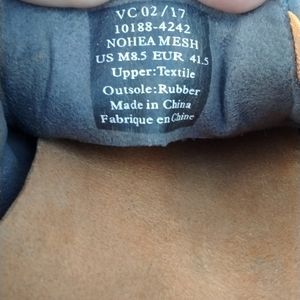 VC 02/17
10188-4242
NOHEA MESH
US M8.5 EUR 41.5
Upper:Textile
Outsole:Rubber
Made in China
Fabrique en Chine